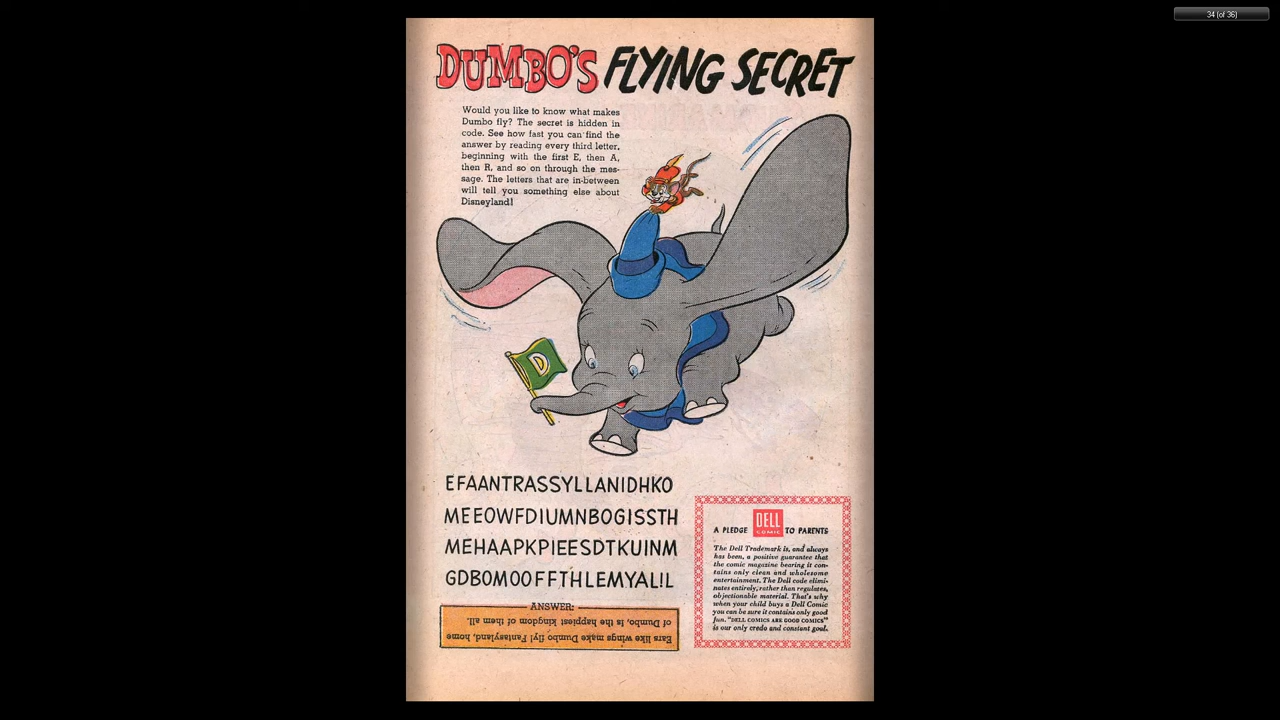 34 (of 36)
DUMBO'S FLYING SECRET
Would you like to know what makes
Dumbo fly? The secret is hidden in
code. See how fast you can find the
answer by reading every third letter,
beginning with the first E, then A,
then R, and so on through the mes-
sage. The letters that are in-between
will tell you something else about
Disneyland!
D
EFAANTRASSYLLANIDHKO
MEEOWFDIUMNBOGISSTH
MEHAAPKPIEESDTKUINM
GDBOMOOFFTHLEMYAL!L
ANSWER:
Ears like wings make Dumbo fly! Fantasyland, home
of Dumbo, is the happiest kingdom of them all.
A PLEDGE DELL COMIC TO PARENTS
The Dell Trademark is, and always
has been, a positive guarantee that
the comic magazine bearing it con-
tains only clean and wholesome
entertainment. The Dell code elimi-
nates entirely, rather than regulates,
objectionable material. That's why
when your child buys a Dell Comic
you can be sure it contains only good
fun. "DELL COMICS ARE GOOD COMICS"
is our only credo and constant goal.